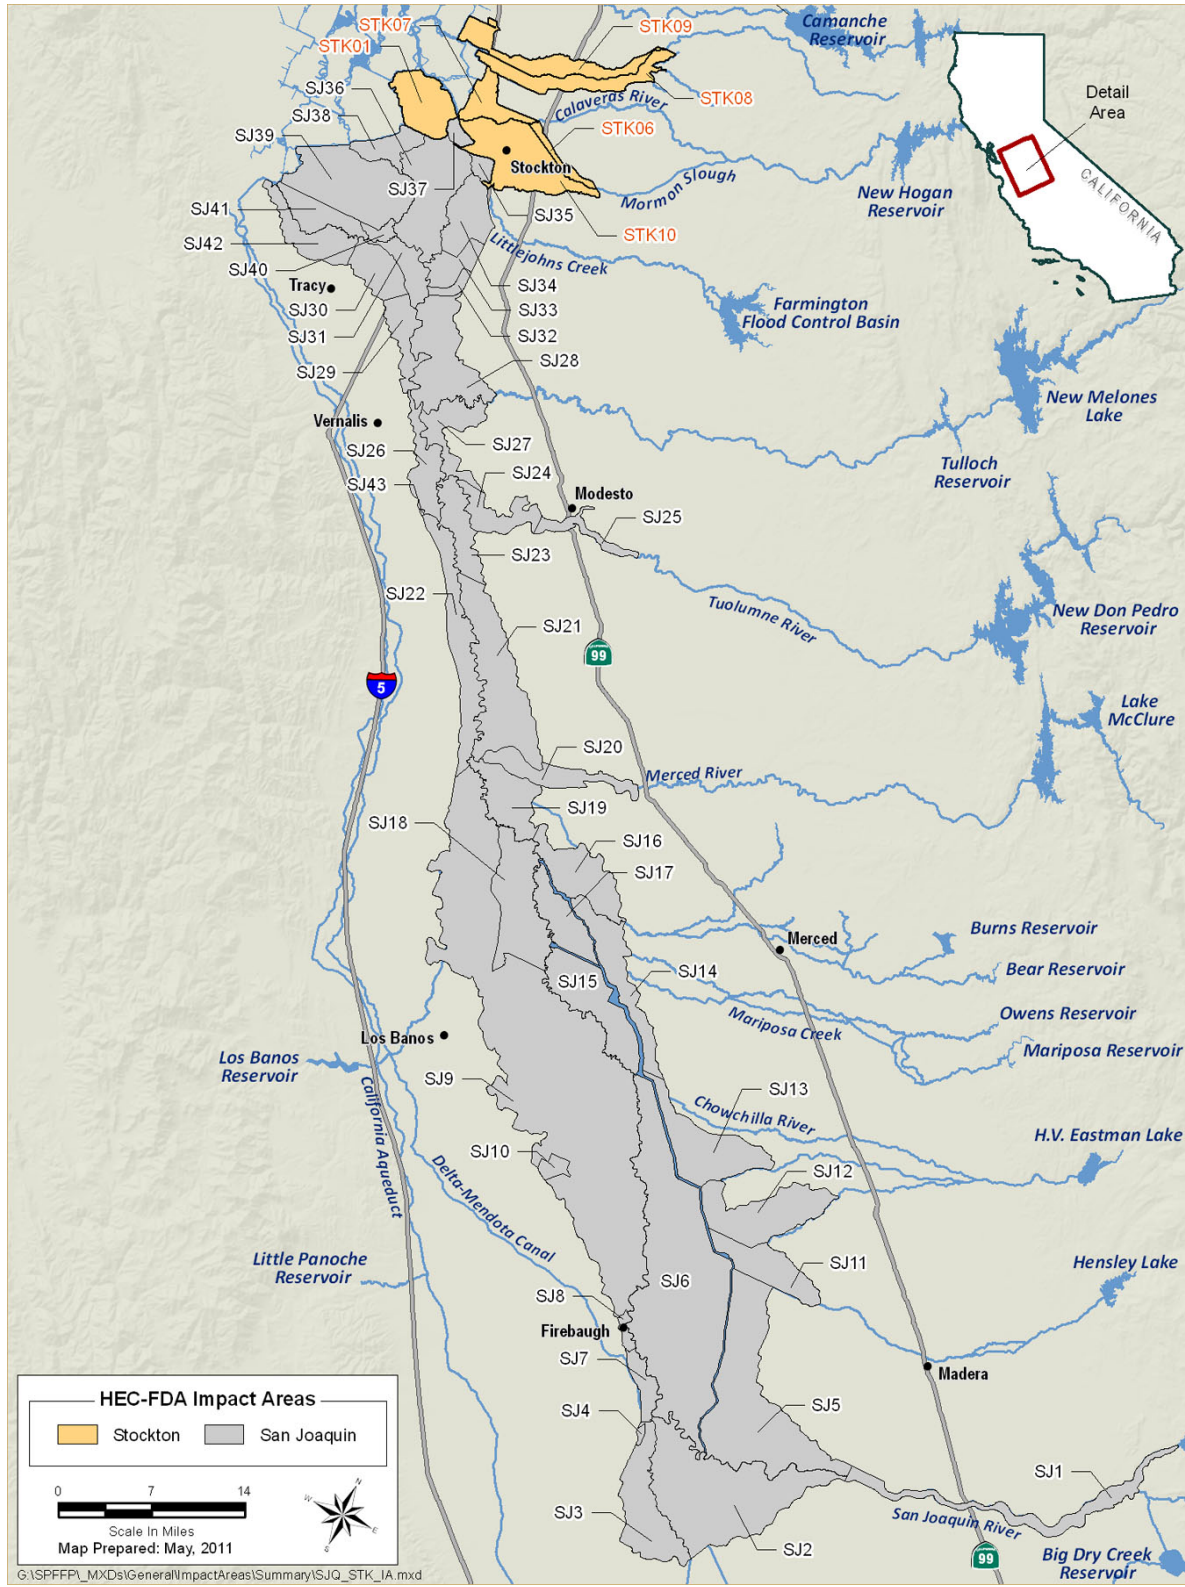 Camanche
Reservoir
STK09
STK07
STK01
SJ36
SJ38
SJ39
STK08
Calaveras River
STK06
Stockton
Mormon Slough
New Hogan
Reservoir
Detail
Area
CALIFORNIA
SJ37
SJ35
STK10
SJ41
SJ42
SJ40
Littlejohns Creek
Tracy
SJ34
SJ30
SJ33
SJ31
SJ32
Farmington
Flood Control Basin
SJ29
SJ28
New Melones
Lake
Vernalis
SJ27
SJ26
SJ24
Tulloch
Reservoir
SJ43
Modesto
SJ25
SJ23
SJ22
Tuolumne River
New Don Pedro
Reservoir
SJ21
CALIFORNIA
99
5
Lake
McClure
SJ20
Merced River
SJ19
SJ18
SJ16
SJ17
Burns Reservoir
Merced
SJ14
Bear Reservoir
SJ15
Mariposa Creek
Owens Reservoir
Los Banos
Mariposa Reservoir
Los Banos
Reservoir
SJ9
SJ13
California Aqueduct
Chowchilla River
H.V. Eastman Lake
SJ10
SJ12
Delta-Mendota Canal
Little Panoche
Reservoir
SJ11
Hensley Lake
SJ6
SJ8
Firebaugh
SJ7
Madera
SJ4
SJ5
HEC-FDA Impact Areas
Stockton
San Joaquin
0 7 14
Scale In Miles
Map Prepared: May, 2011
N
W
E
S
SJ3
SJ2
SJ1
San Joaquin River
99
Big Dry Creek
Reservoir
G:\SPFFP\_MXDs\General\ImpactAreas\Summary\SJQ_STK_IA.mxd